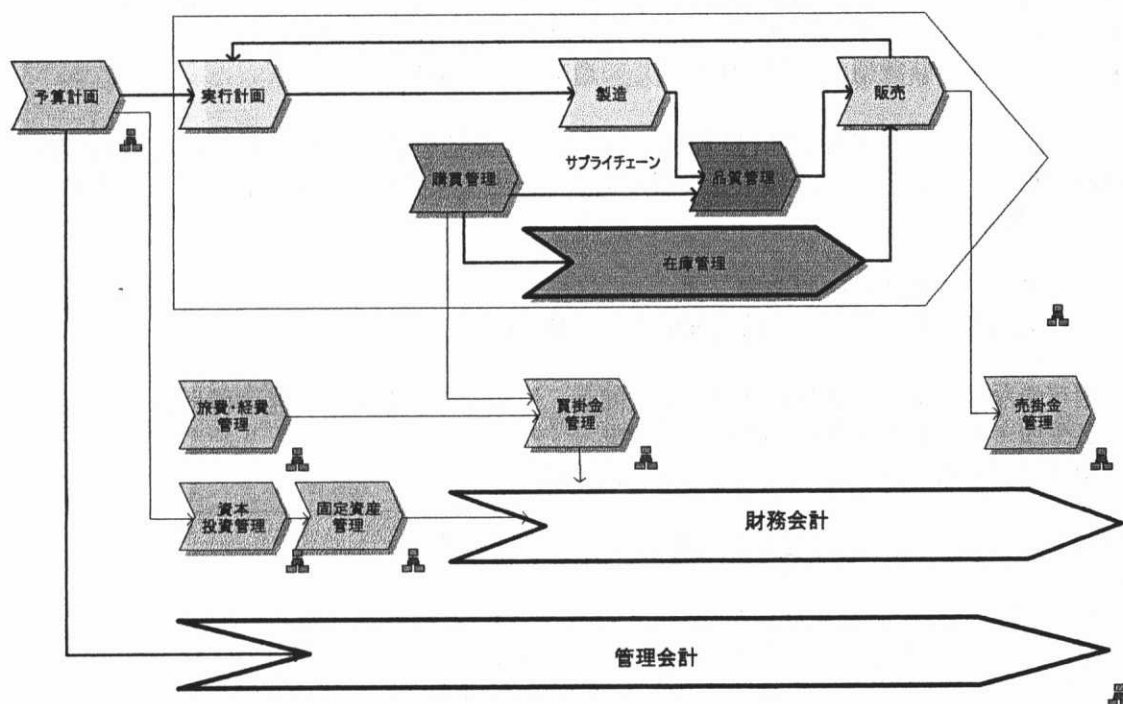 予算計画
実行計画
製造
販売
サプライチェーン
購買管理
品質管理
在庫管理
旅費・経費
管理
買掛金
管理
売掛金
管理
資本
投資管理
固定資産
管理
財務会計
管理会計